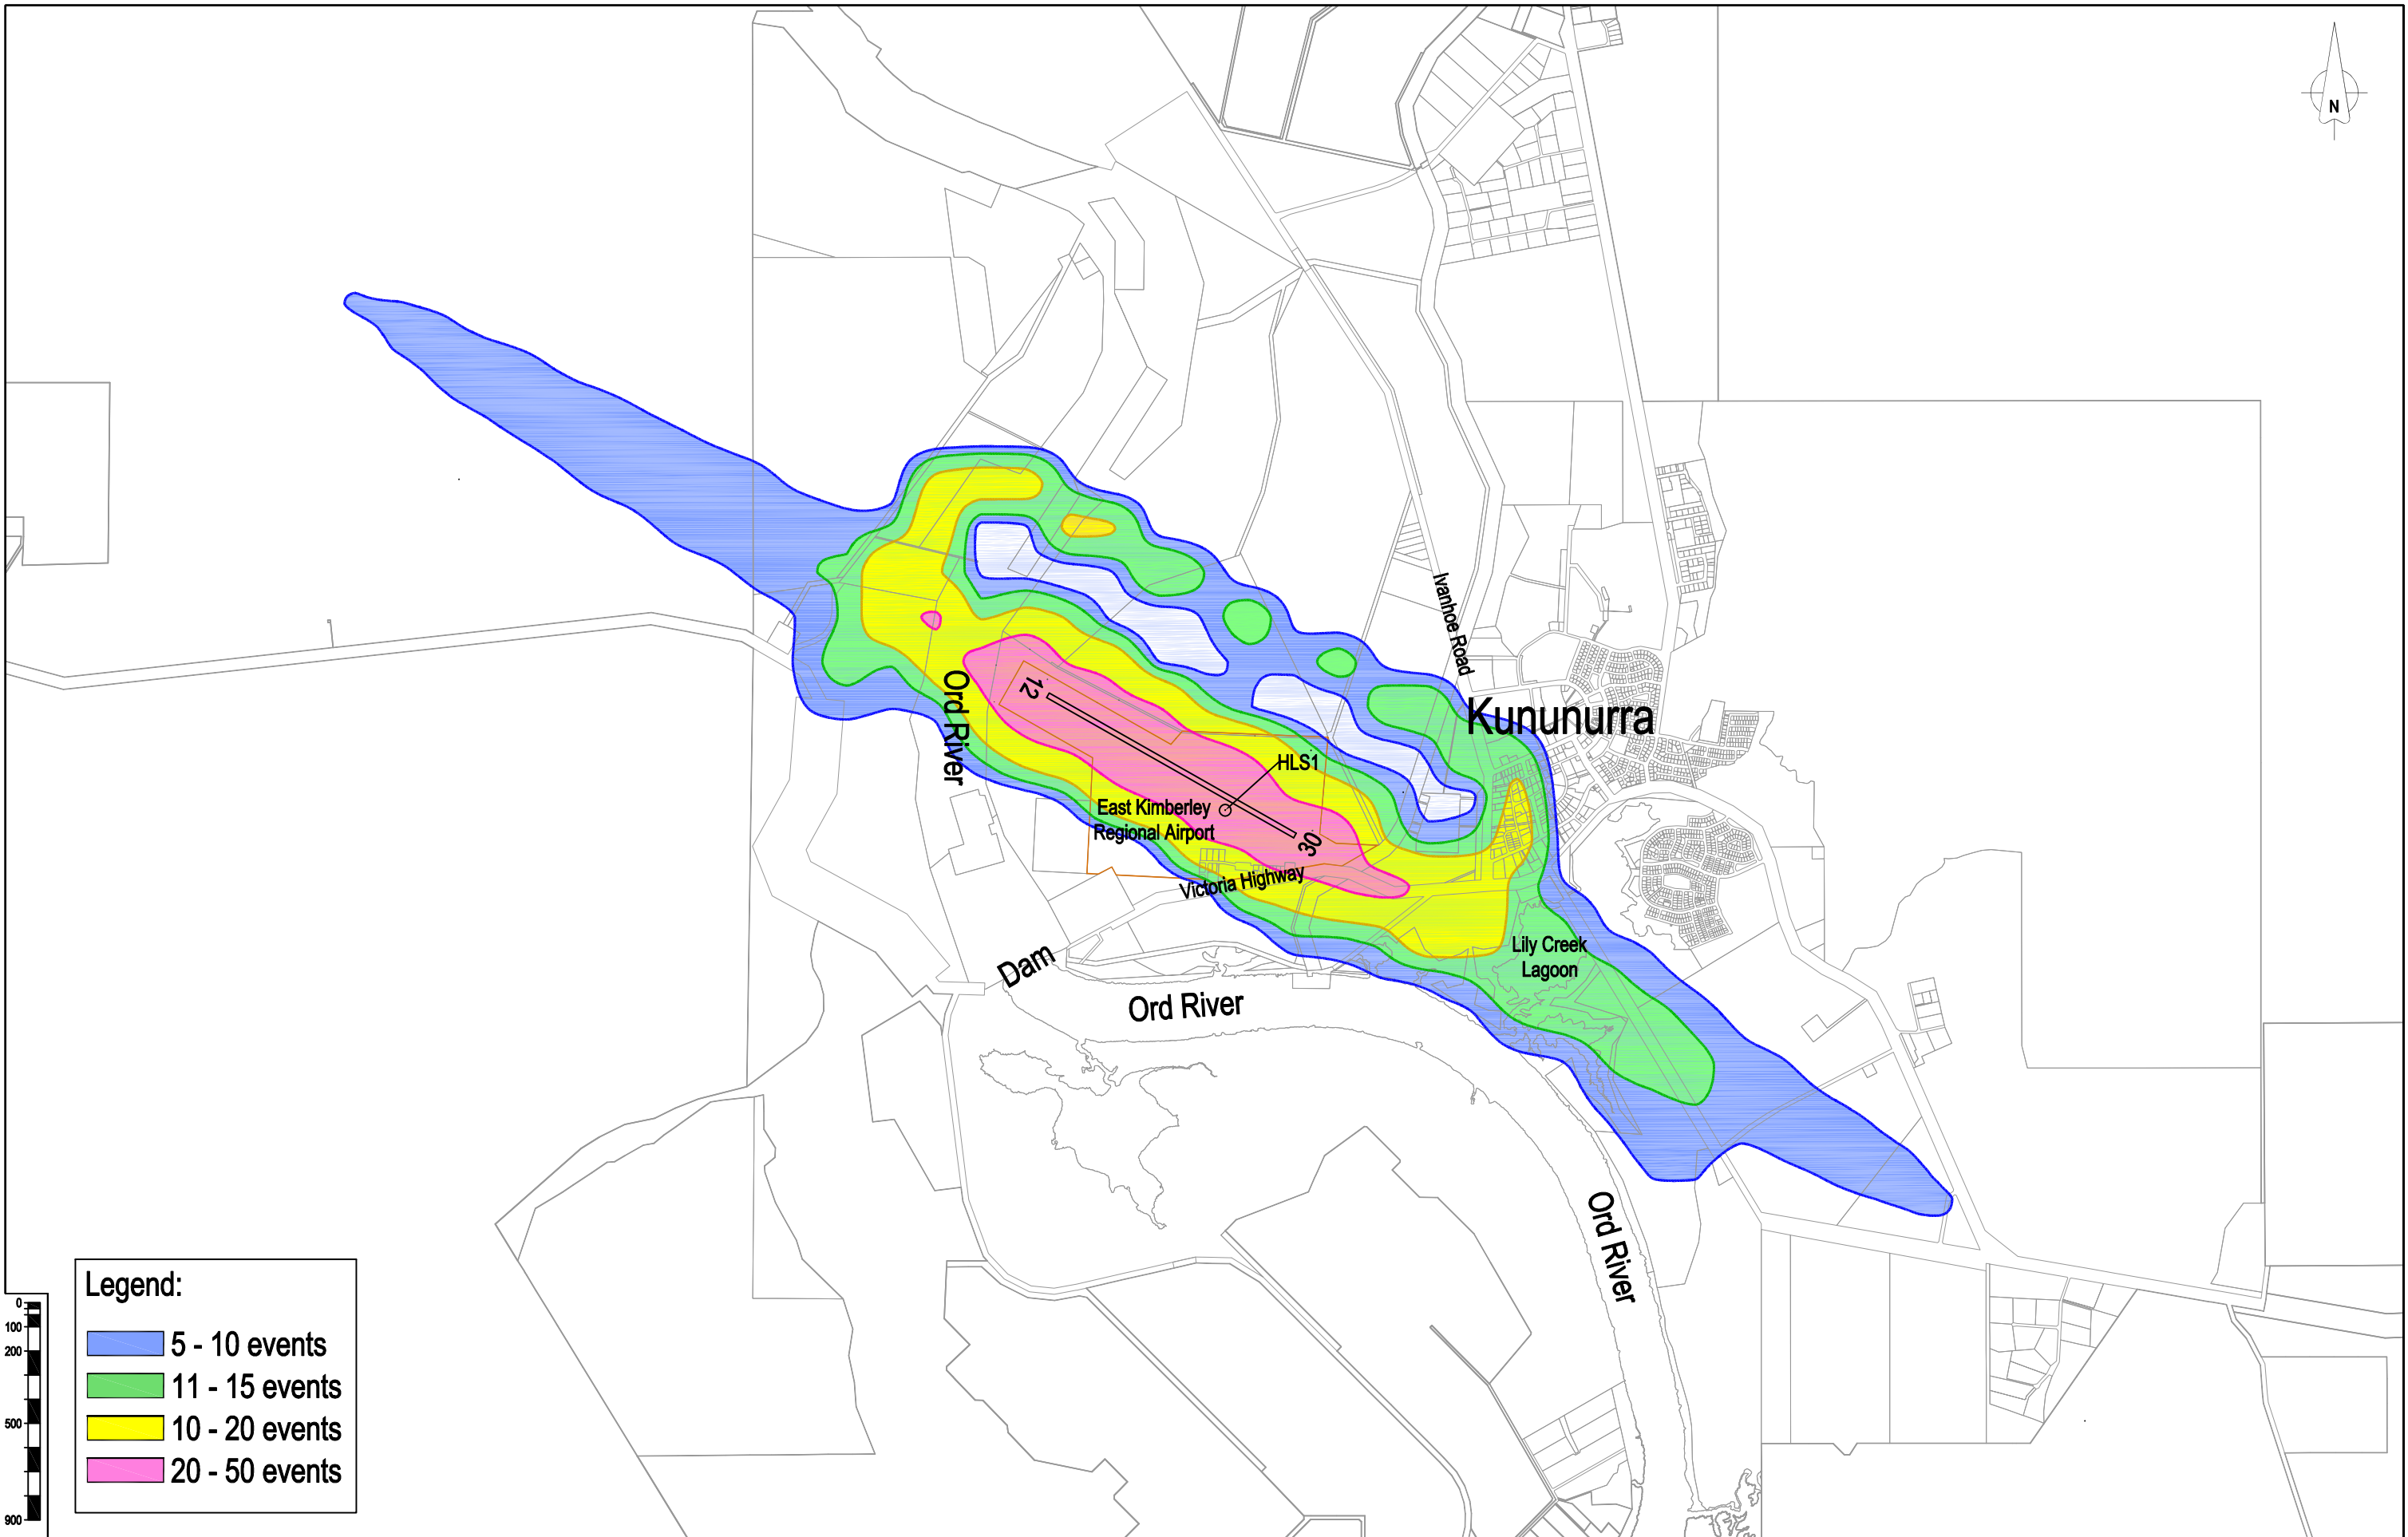 N
Ivanhoe Road
Kununurra
12
Ord River
HLS1
East Kimberley
Regional Airport
30
Victoria Highway
Lily Creek
Lagoon
Dam
Ord River
Ord River
Legend:
5 - 10 events
11 - 15 events
10 - 20 events
20 - 50 events
0
100
200
500
900